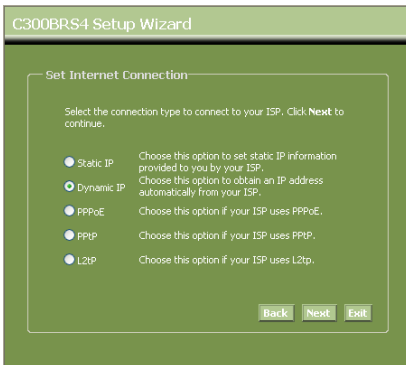 C300BRS4 Setup Wizard
Set Internet Connection
Select the connection type to connect to your ISP. Click Next to
continue.
Static IP Choose this option to set static IP information
provided to you by your ISP.
Dynamic IP Choose this option to obtain an IP address
automatically from your ISP.
PPPoE Choose this option if your ISP uses PPPoE.
PPtP Choose this option if your ISP uses PPtP.
L2tP Choose this option if your ISP uses L2tp.
Back Next Exit